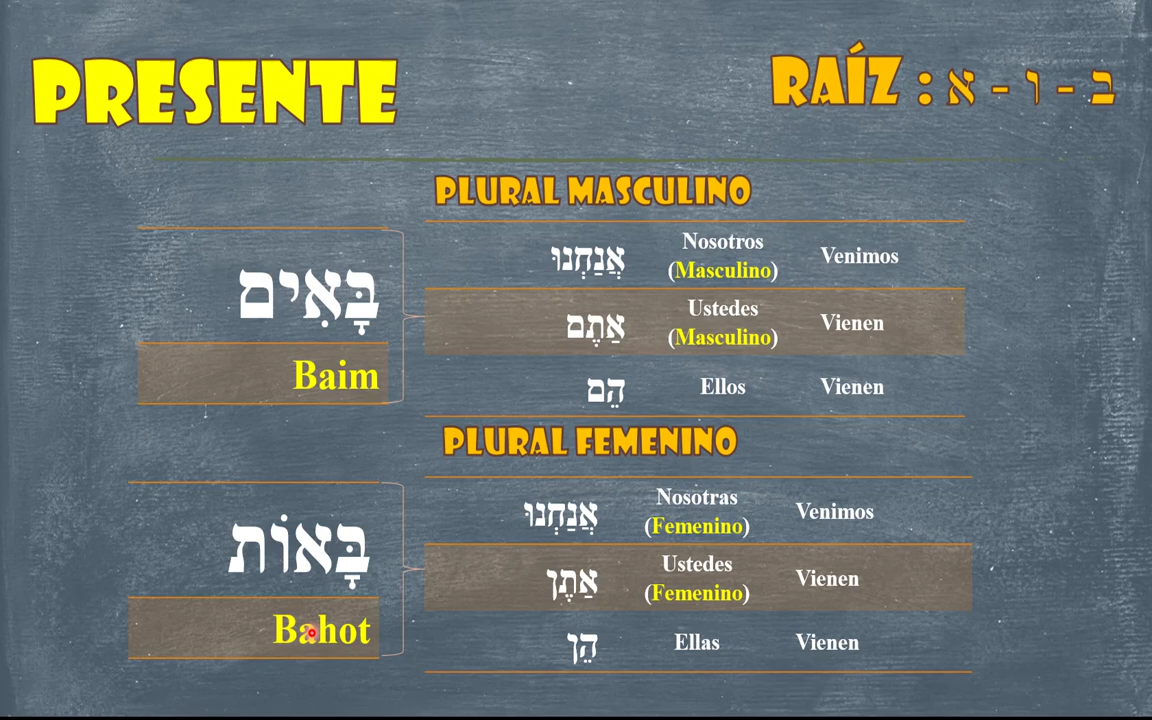 PRESENTE
RAÍZ : ב - ו - א
PLURAL MASCULINO
בָּאִים
Baim
אֲנַחְנוּ Nosotros (Masculino) Venimos
אַתֶם Ustedes (Masculino) Vienen
הֵם Ellos Vienen
PLURAL FEMENINO
בָּאוֹת
Bahot
אֲנַחְנוּ Nosotras (Femenino) Venimos
אַתֶן Ustedes (Femenino) Vienen
הֵן Ellas Vienen